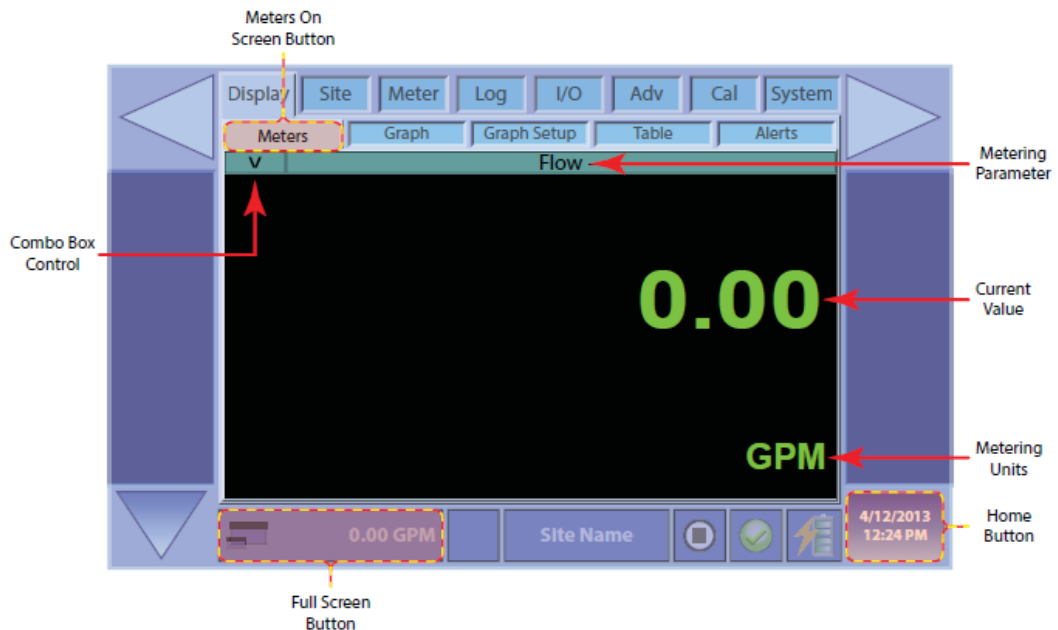 Meters On
Screen Button
Display Site Meter Log I/O Adv Cal System
Meters Graph Graph Setup Table Alerts
V Flow
Metering
Parameter
Combo Box
Control
0.00
Current
Value
GPM
Metering
Units
0.00 GPM Site Name
4/12/2013
12:24 PM
Home
Button
Full Screen
Button